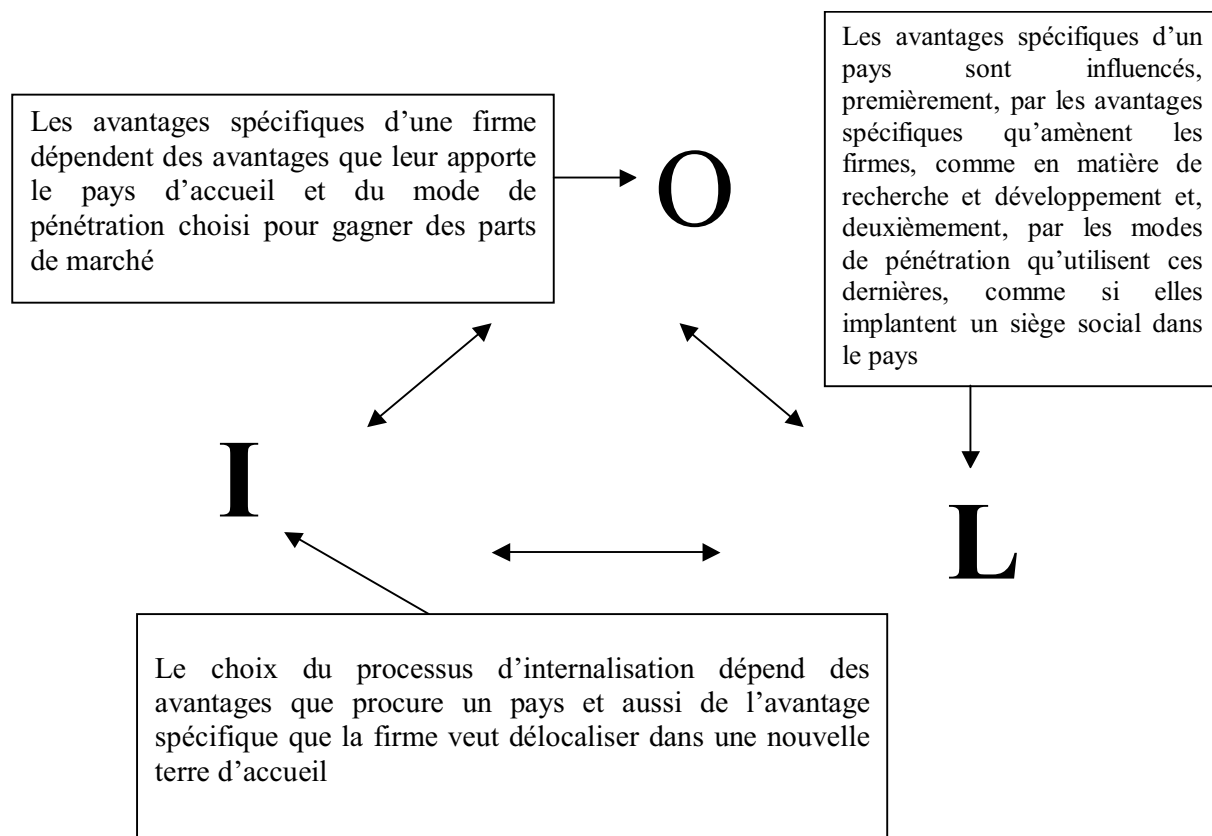 Les avantages spécifiques d’une firme
dépendent des avantages que leur apporte
le pays d’accueil et du mode de
pénétration choisi pour gagner des parts
de marché
O
Les avantages spécifiques d’un
pays sont influencés,
premièrement, par les avantages
spécifiques qu’amènent les
firmes, comme en matière de
recherche et développement et,
deuxièmement, par les modes
de pénétration qu’utilisent ces
dernières, comme si elles
implantent un siège social dans
le pays
I
L
Le choix du processus d’internalisation dépend des
avantages que procure un pays et aussi de l’avantage
spécifique que la firme veut délocaliser dans une nouvelle
terre d’accueil